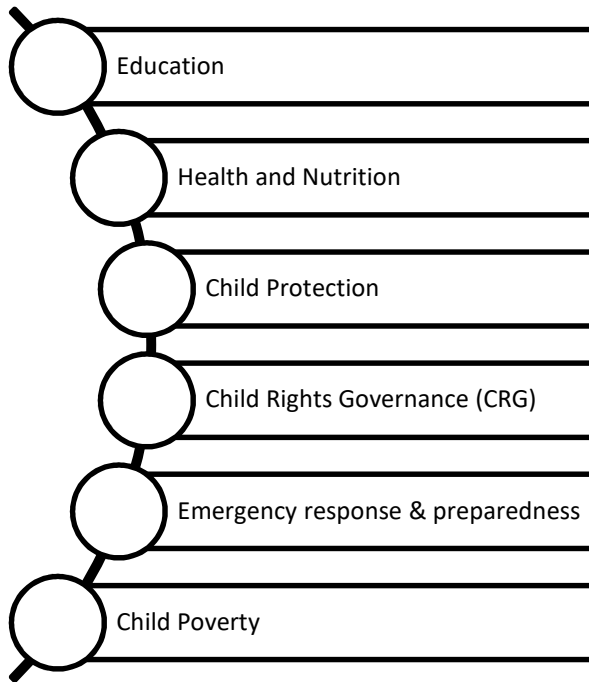 Education
Health and Nutrition
Child Protection
Child Rights Governance (CRG)
Emergency response & preparedness
Child Poverty